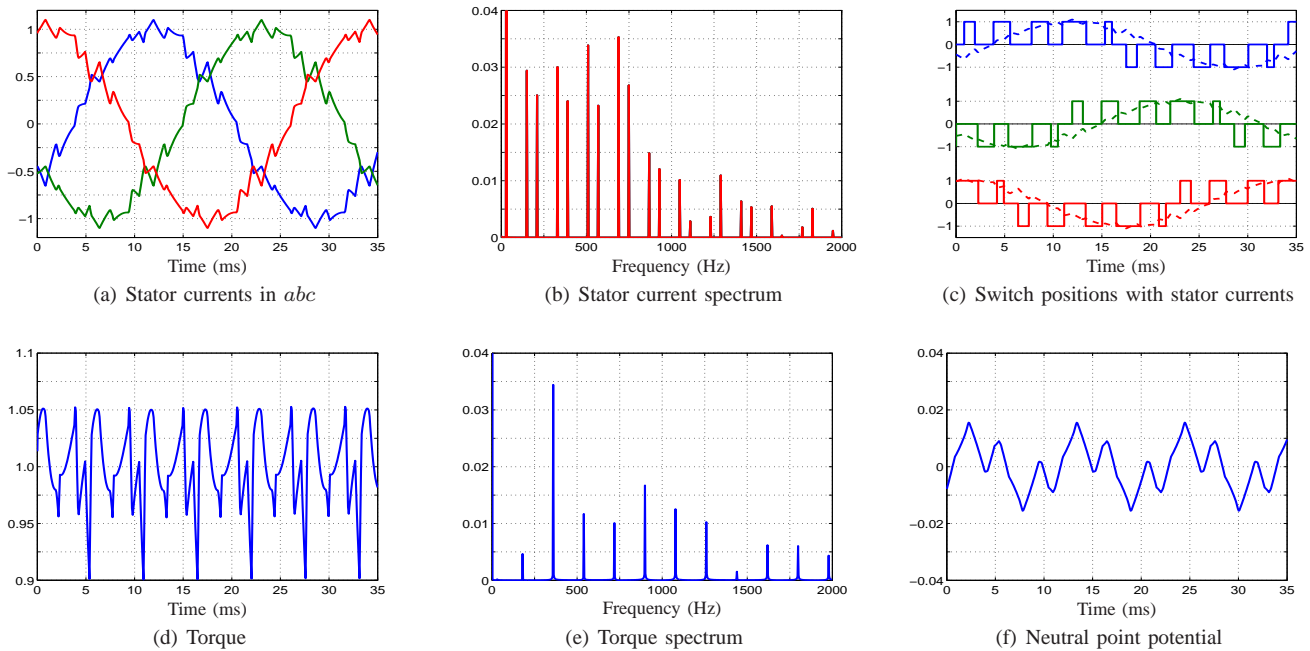 1
0.5
0
−0.5
−1
0 5 10 15 20 25 30 35
Time (ms)
(a) Stator currents in abc
0.04
0.03
0.02
0.01
0
0 500 1000 1500 2000
Frequency (Hz)
(b) Stator current spectrum
1
0
−1
1
0
−1
1
0
−1
0 5 10 15 20 25 30 35
Time (ms)
(c) Switch positions with stator currents
1.1
1.05
1.0
0.95
0.9
0 5 10 15 20 25 30 35
Time (ms)
(d) Torque
0.04
0.03
0.02
0.01
0
0 500 1000 1500 2000
Frequency (Hz)
(e) Torque spectrum
0.04
0.02
0
−0.02
−0.04
0 5 10 15 20 25 30 35
Time (ms)
(f) Neutral point potential